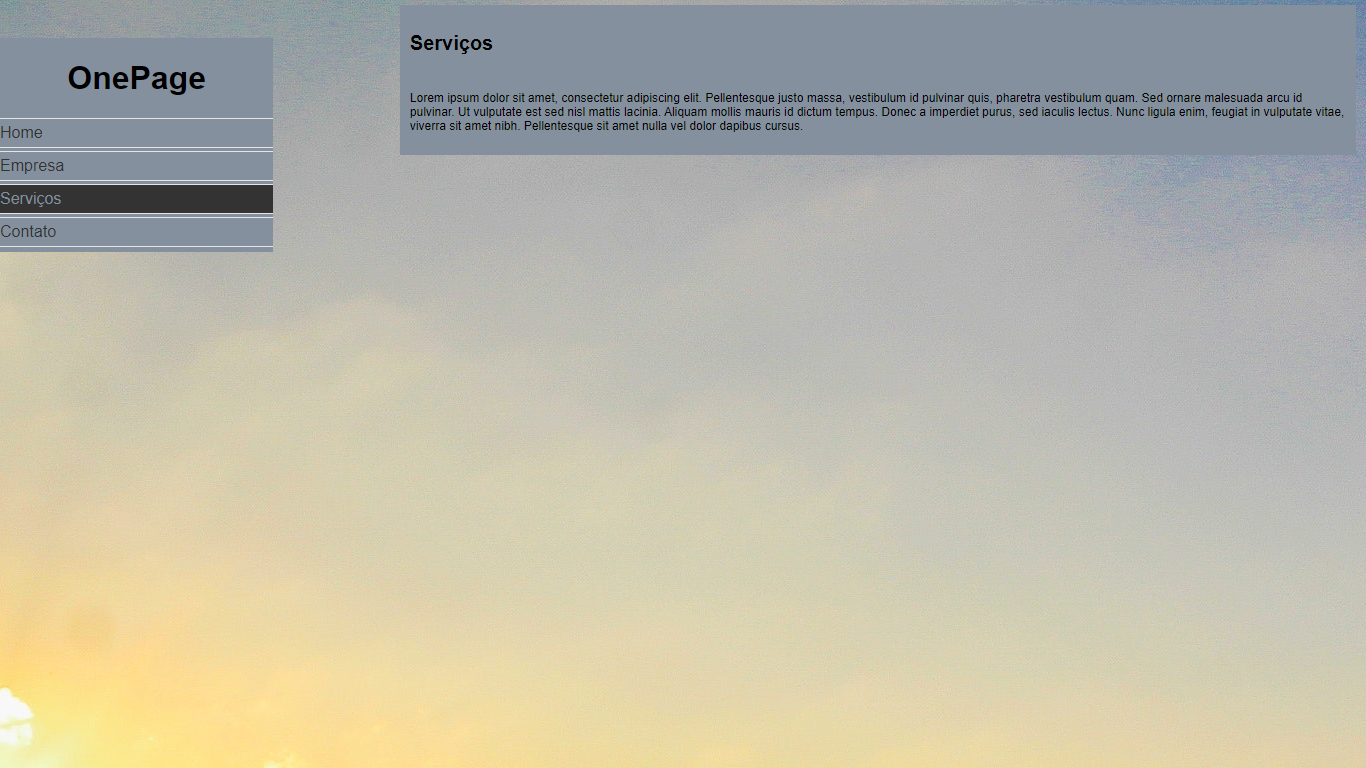 OnePage
Home
Empresa
Serviços
Contato
Serviços
Lorem ipsum dolor sit amet, consectetur adipiscing elit. Pellentesque justo massa, vestibulum id pulvinar quis, pharetra vestibulum quam. Sed ornare malesuada arcu id
pulvinar. Ut vulputate est sed nisl mattis lacinia. Aliquam mollis mauris id dictum tempus. Donec a imperdiet purus, sed iaculis lectus. Nunc ligula enim, feugiat in vulputate vitae,
viverra sit amet nibh. Pellentesque sit amet nulla vel dolor dapibus cursus.